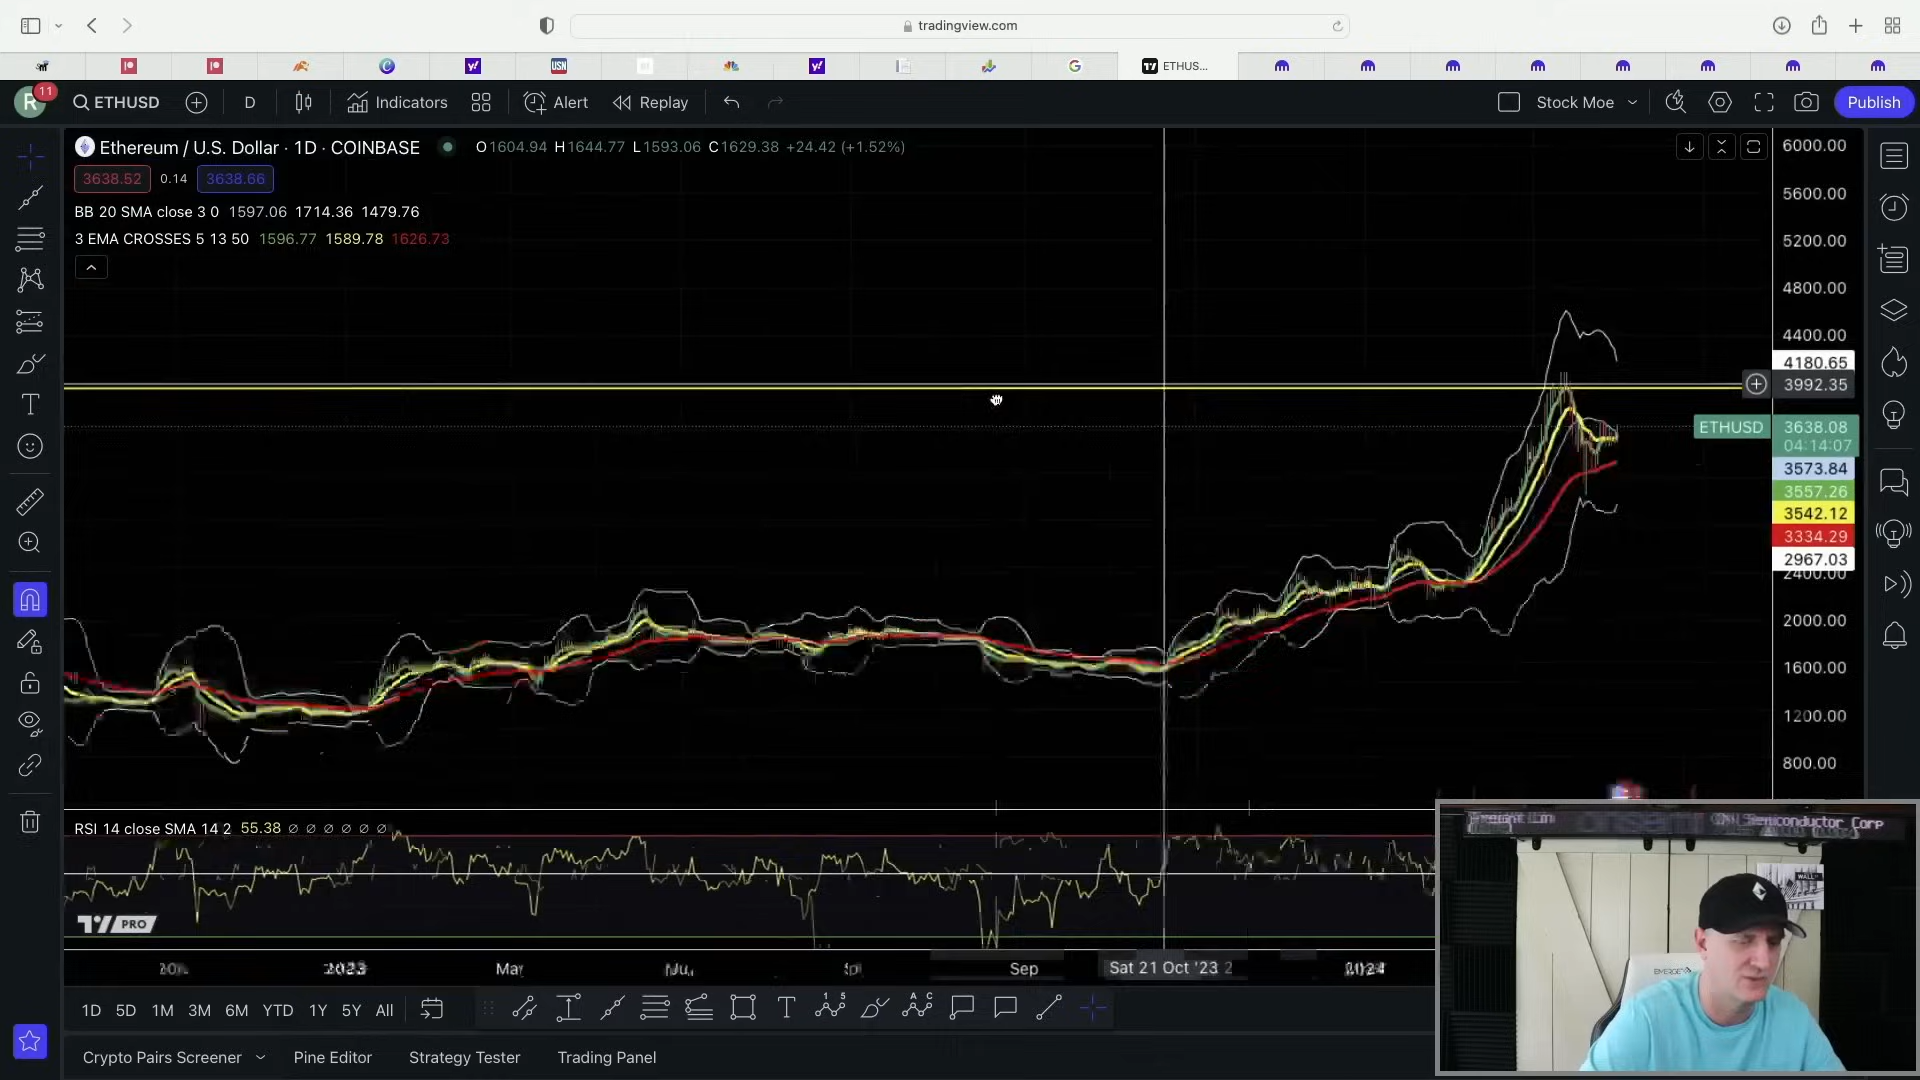 tradingview.com
ETHUS...
11
R
ETHUSD
D
Indicators
Alert
Replay
Stock Moe
Publish
Ethereum / U.S. Dollar · 1D · COINBASE
O1604.94 H1644.77 L1593.06 C1629.38 +24.42 (+1.52%)
3638.52 0.14 3638.66
BB 20 SMA close 3 0 1597.06 1714.36 1479.76
3 EMA CROSSES 5 13 50 1596.77 1589.78 1626.73
6000.00
5600.00
5200.00
4800.00
4400.00
4180.65
3992.35
ETHUSD 3638.08
04:14:07
3573.84
3557.26
3542.12
3334.29
2967.03
2400.00
2000.00
1600.00
1200.00
800.00
RSI 14 close SMA 14 2 55.38 ∅ ∅ ∅ ∅ ∅ ∅
PRO
2023
Sep
Sat 21 Oct '23
2024
1D 5D 1M 3M 6M YTD 1Y 5Y All
Crypto Pairs Screener
Pine Editor
Strategy Tester
Trading Panel
Semiconductor Corp
WALL